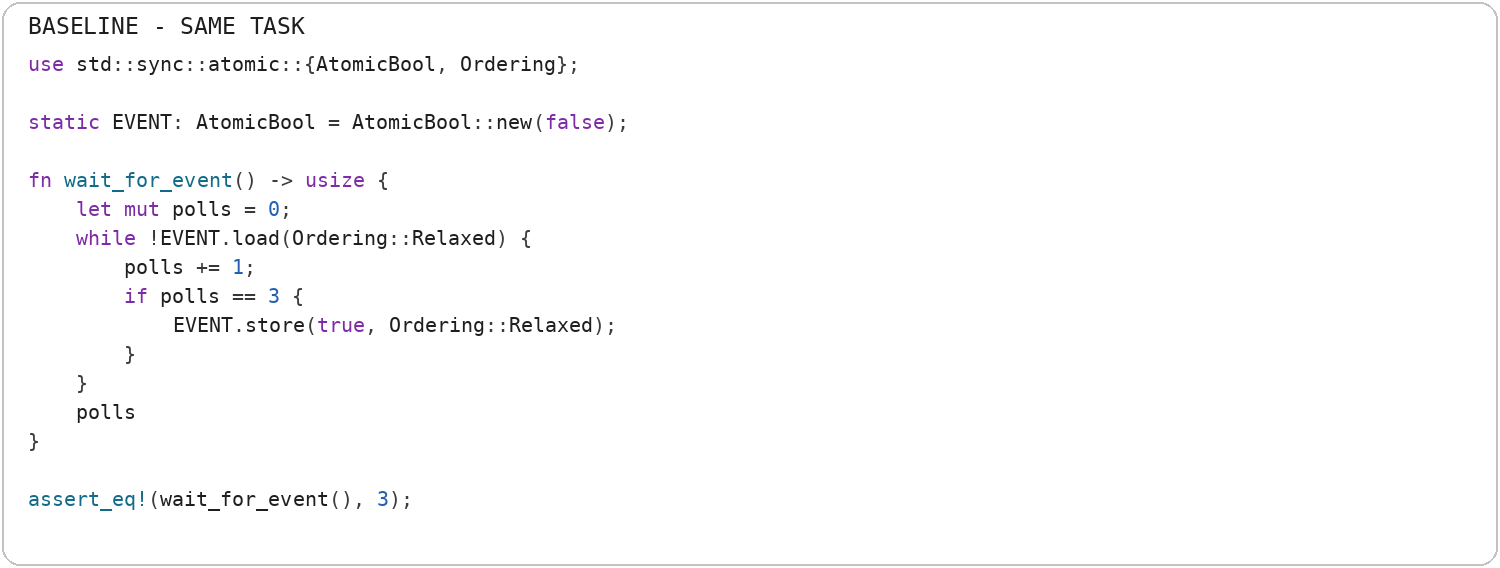 BASELINE - SAME TASK
use std::sync::atomic::{AtomicBool, Ordering};

static EVENT: AtomicBool = AtomicBool::new(false);

fn wait_for_event() -> usize {
    let mut polls = 0;
    while !EVENT.load(Ordering::Relaxed) {
        polls += 1;
        if polls == 3 {
            EVENT.store(true, Ordering::Relaxed);
        }
    }
    polls
}

assert_eq!(wait_for_event(), 3);